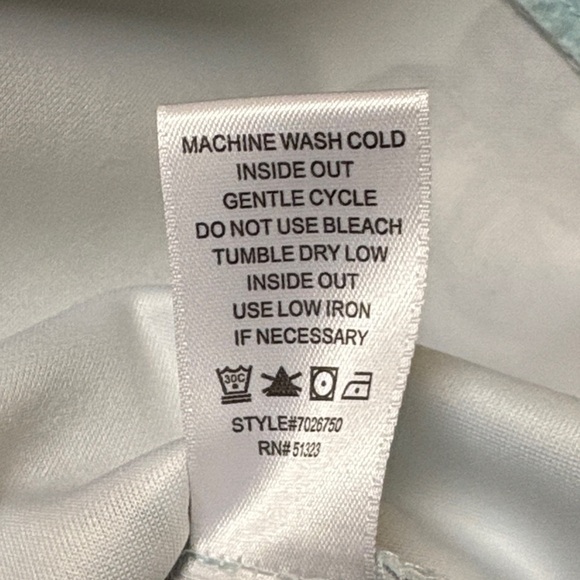 MACHINE WASH COLD
INSIDE OUT
GENTLE CYCLE
DO NOT USE BLEACH
TUMBLE DRY LOW
INSIDE OUT
USE LOW IRON
IF NECESSARY
30C
STYLE#7026750
RN# 51323